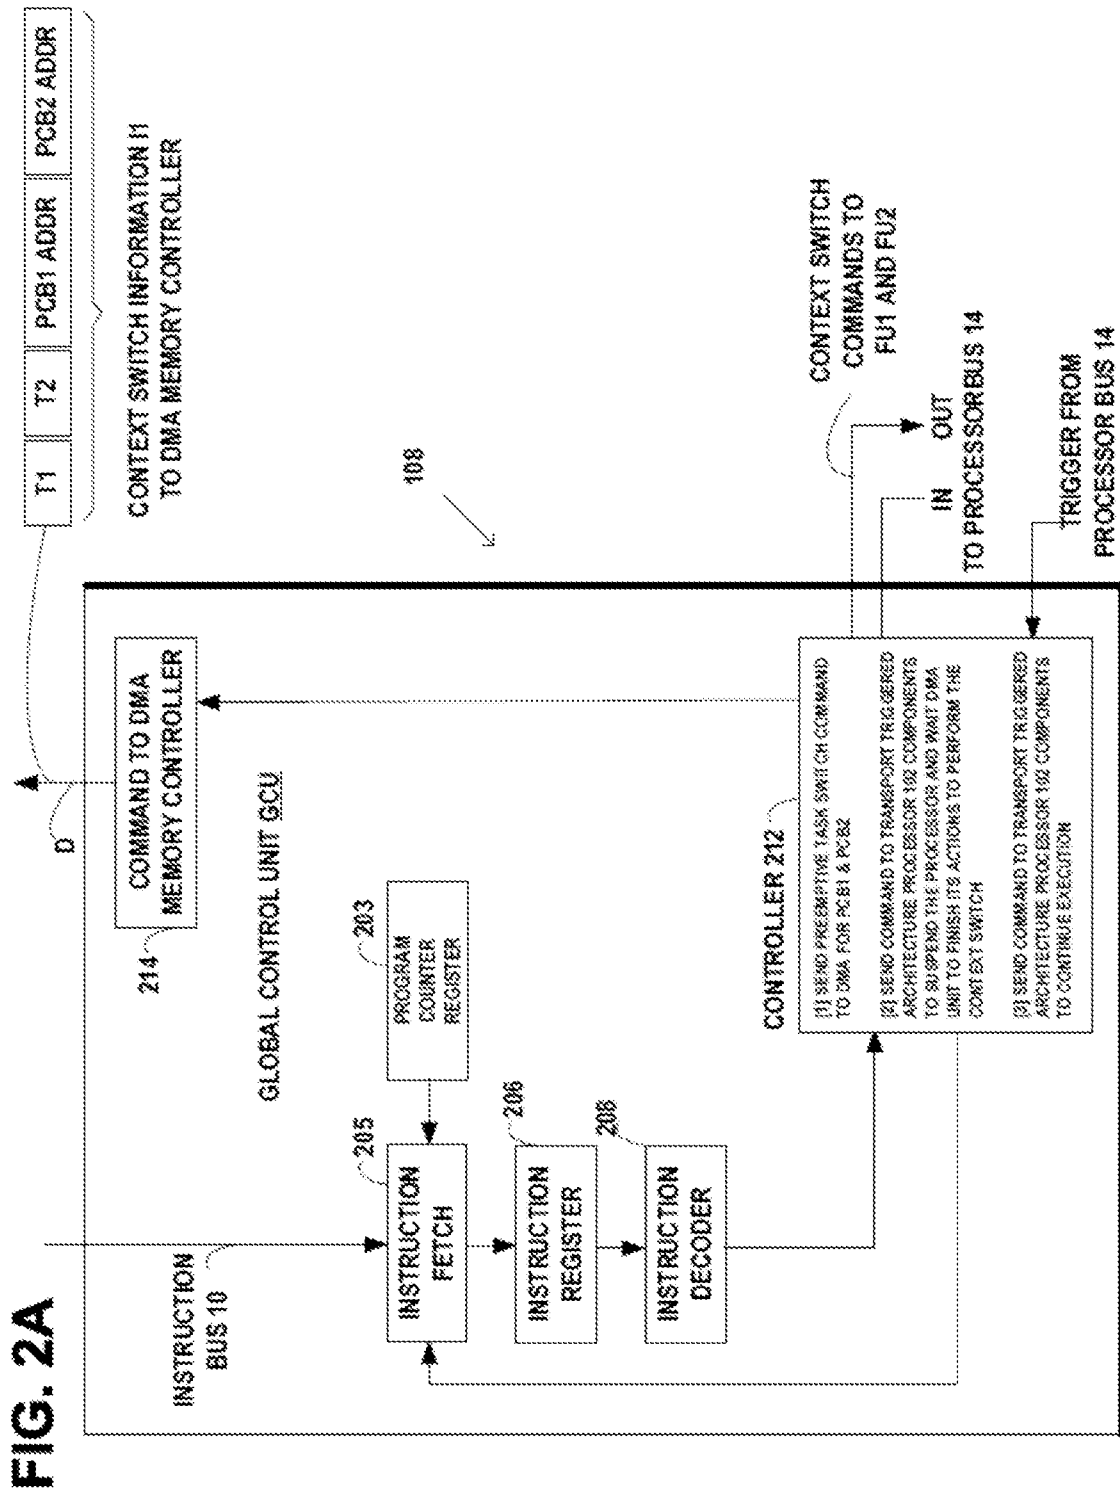 FIG. 2A
T1
T2
PCB1 ADDR
PCB2 ADDR
CONTEXT SWITCH INFORMATION I1
TO DMA MEMORY CONTROLLER
D
108
INSTRUCTION
BUS 10
214
COMMAND TO DMA
MEMORY CONTROLLER
GLOBAL CONTROL UNIT GCU
203
PROGRAM
COUNTER
REGISTER
205
INSTRUCTION
FETCH
206
INSTRUCTION
REGISTER
208
INSTRUCTION
DECODER
CONTROLLER 212
[1] SEND PREEMPTIVE TASK SWITCH COMMAND
TO DMA FOR PCB1 & PCB2
[2] SEND COMMAND TO TRANSPORT TRIGGERED
ARCHITECTURE PROCESSOR 102 COMPONENTS
TO SUSPEND THE PROCESSOR AND WAIT DMA
UNIT TO FINISH ITS ACTIONS TO PERFORM THE
CONTEXT SWITCH
[3] SEND COMMAND TO TRANSPORT TRIGGERED
ARCHITECTURE PROCESSOR 102 COMPONENTS
TO CONTINUE EXECUTION
CONTEXT SWITCH
COMMANDS TO
FU1 AND FU2
IN OUT
TO PROCESSORBUS 14
TRIGGER FROM
PROCESSOR BUS 14